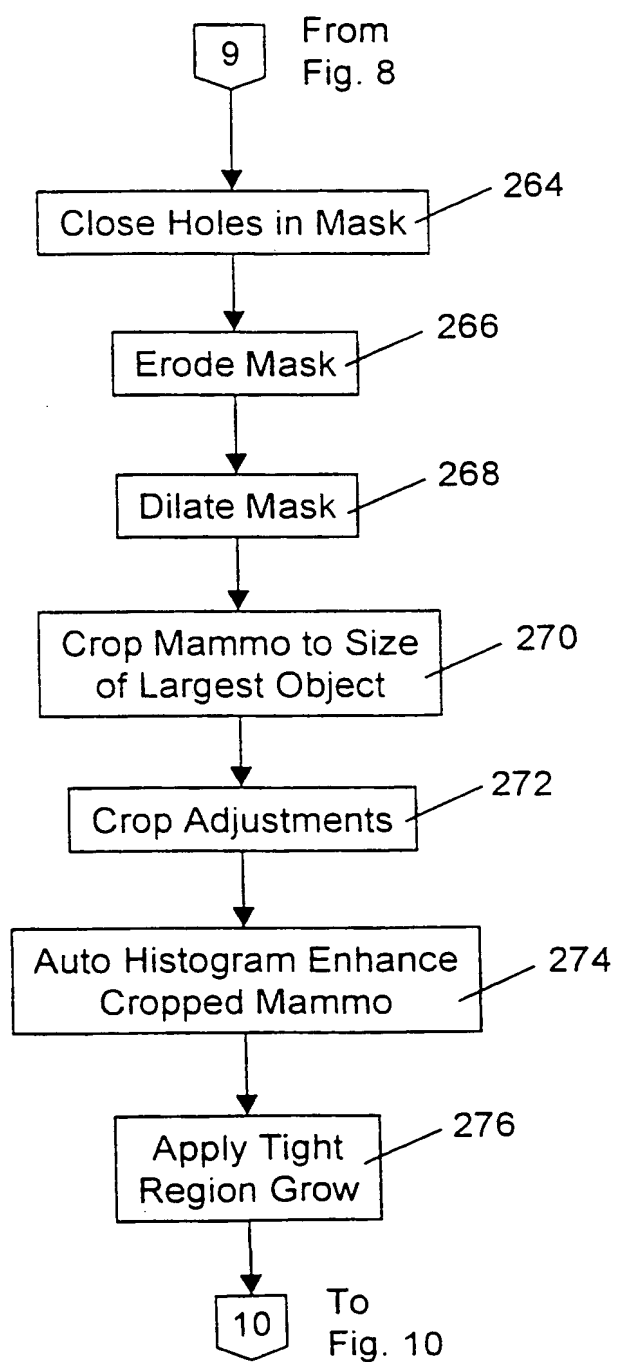 9
From
Fig. 8
264
Close Holes in Mask
266
Erode Mask
268
Dilate Mask
270
Crop Mammo to Size
of Largest Object
272
Crop Adjustments
274
Auto Histogram Enhance
Cropped Mammo
276
Apply Tight
Region Grow
10
To
Fig. 10